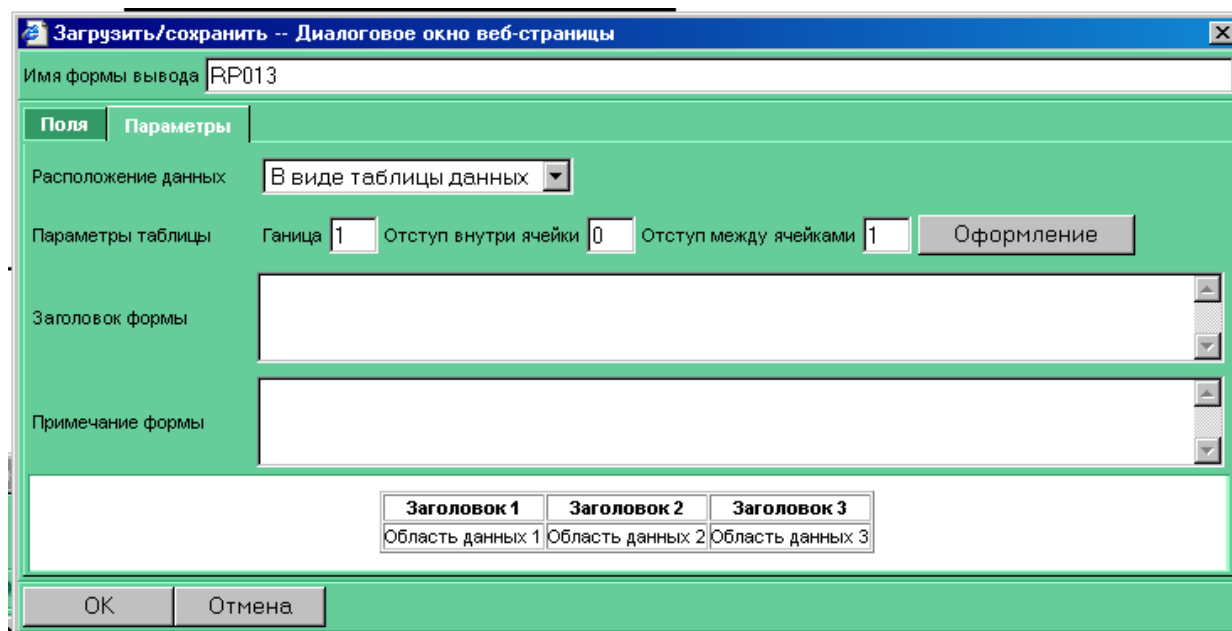 Загрузить/сохранить -- Диалоговое окно веб-страницы
Имя формы вывода RP013
Поля Параметры
Расположение данных В виде таблицы данных
Параметры таблицы Ганица 1 Отступ внутри ячейки 0 Отступ между ячейками 1 Оформление
Заголовок формы
Примечание формы
Заголовок 1 Заголовок 2 Заголовок 3
Область данных 1 Область данных 2 Область данных 3
OK Отмена